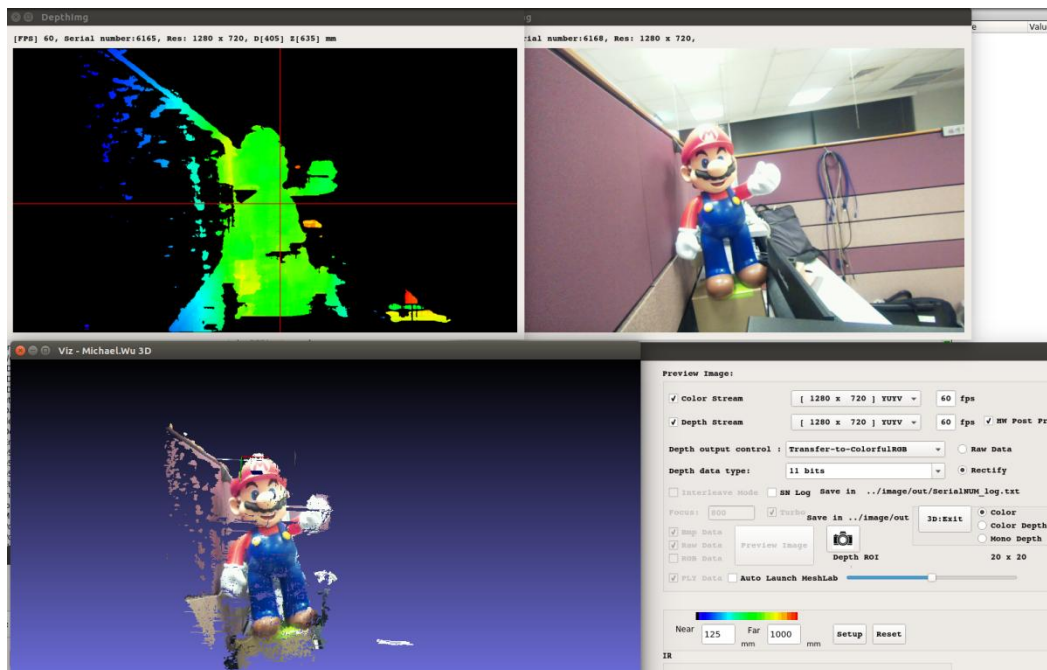 DepthImg
[FPS] 60, Serial number:6165, Res: 1280 x 720, D[405] Z[635] mm
ial number:6168, Res: 1280 x 720,
Valu
M
Viz - Michael.Wu 3D
Preview Image:
Color Stream [ 1280 x 720 ] YUYV 60 fps
Depth Stream [ 1280 x 720 ] YUYV 60 fps HW Post Pr
Depth output control : Transfer-to-ColorfulRGB Raw Data
Depth data type: 11 bits Rectify
Interleave Mode SN Log Save in ../image/out/SerialNUM_log.txt
Focus: 800 Turbo Save in ../image/out 3D:Exit Color
Color Depth
Bmp Data Mono Depth
Raw Data Preview Image
RGB Data Depth ROI 20 x 20
PLY Data Auto Launch MeshLab
Near 125 mm Far 1000 mm Setup Reset
IR